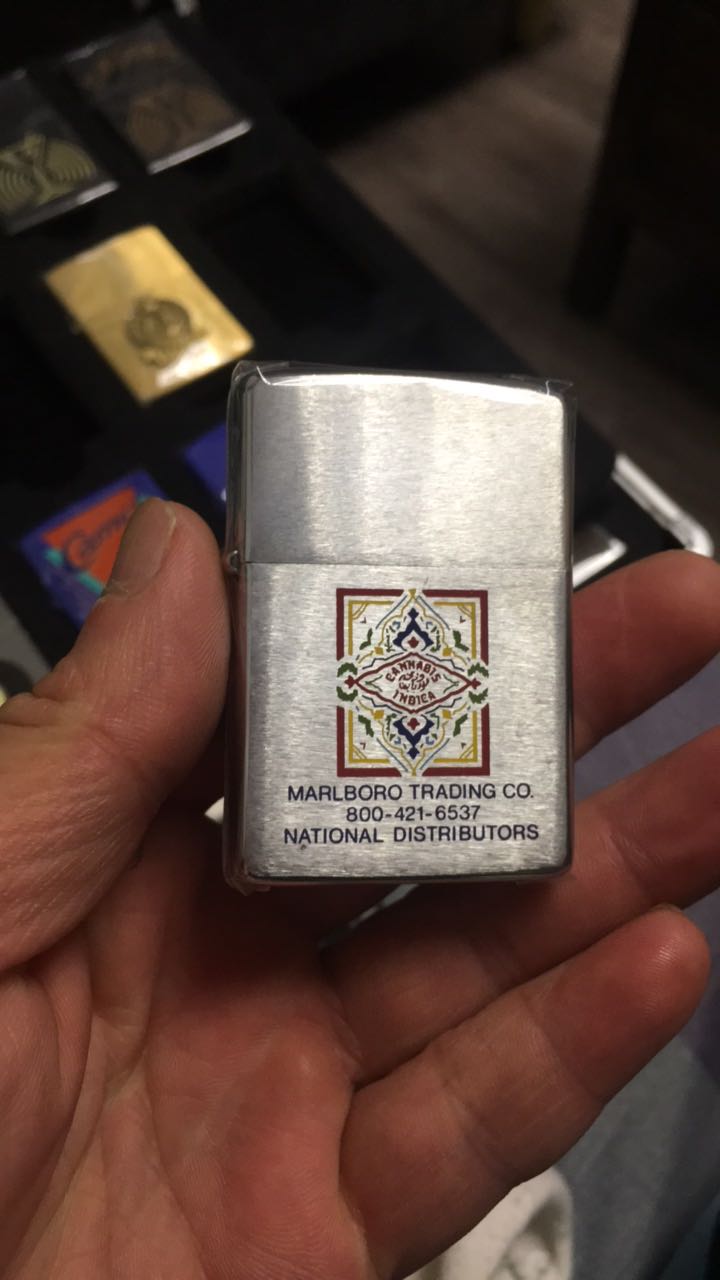 CANNABIS
INDICA
MARLBORO TRADING CO.
800-421-6537
NATIONAL DISTRIBUTORS